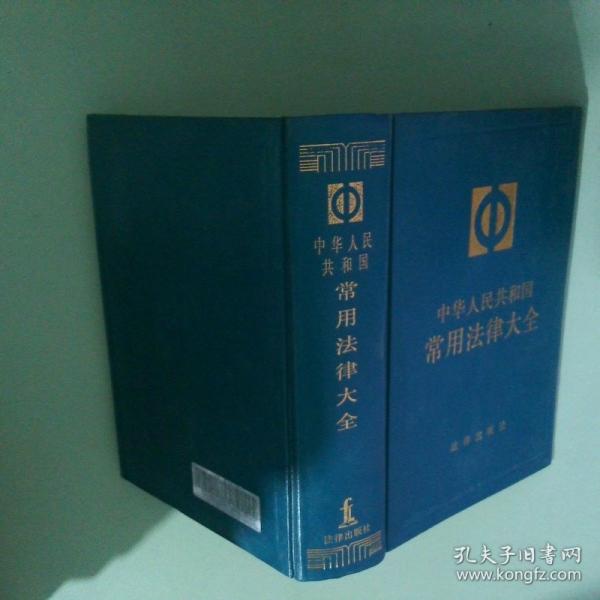 中华人民
共和国
常用法律大全
fL
法律出版社
中华人民共和国
常用法律大全
法律出版社
孔夫子旧书网
www.kongfz.com